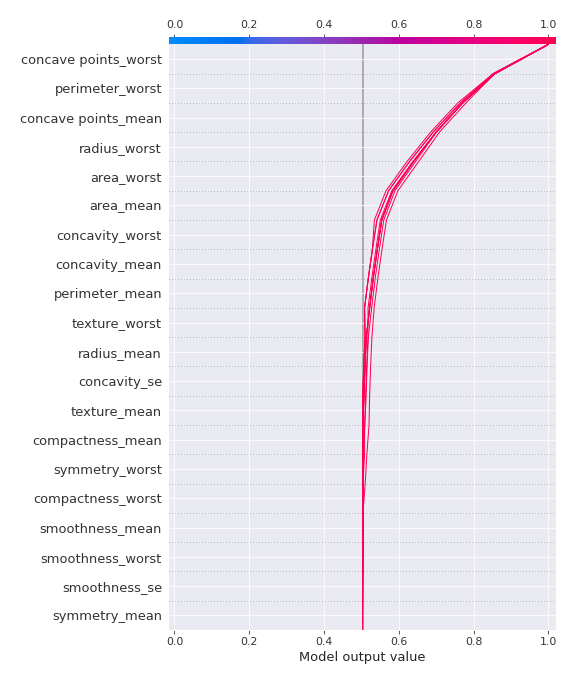 0.0 0.2 0.4 0.6 0.8 1.0
concave points_worst
perimeter_worst
concave points_mean
radius_worst
area_worst
area_mean
concavity_worst
concavity_mean
perimeter_mean
texture_worst
radius_mean
concavity_se
texture_mean
compactness_mean
symmetry_worst
compactness_worst
smoothness_mean
smoothness_worst
smoothness_se
symmetry_mean
0.0 0.2 0.4 0.6 0.8 1.0
Model output value